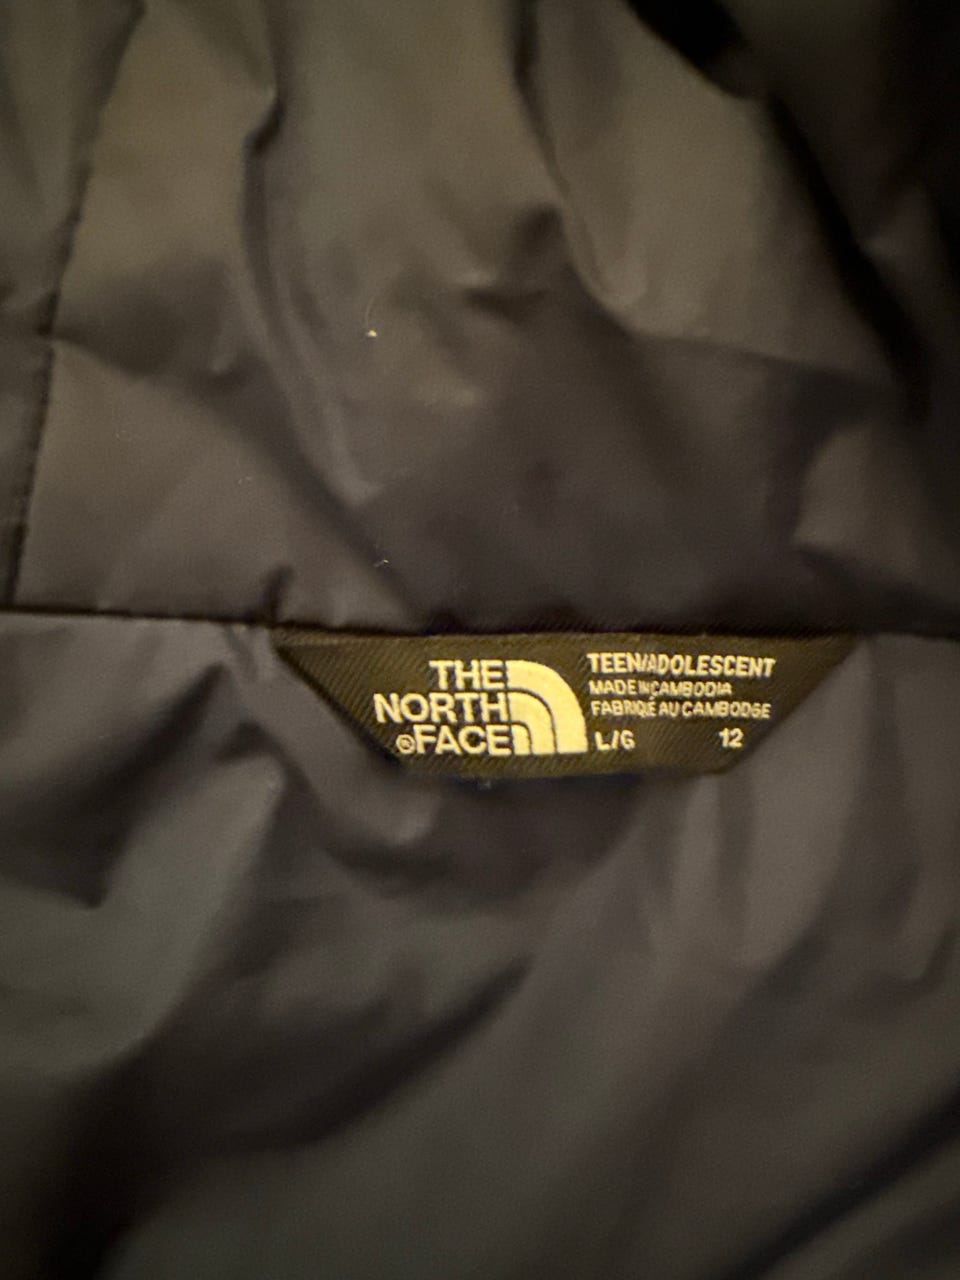 THE
NORTH
®FACE
TEEN/ADOLESCENT
MADE IN CAMBODIA
FABRIQUÉ AU CAMBODGE
L/G 12